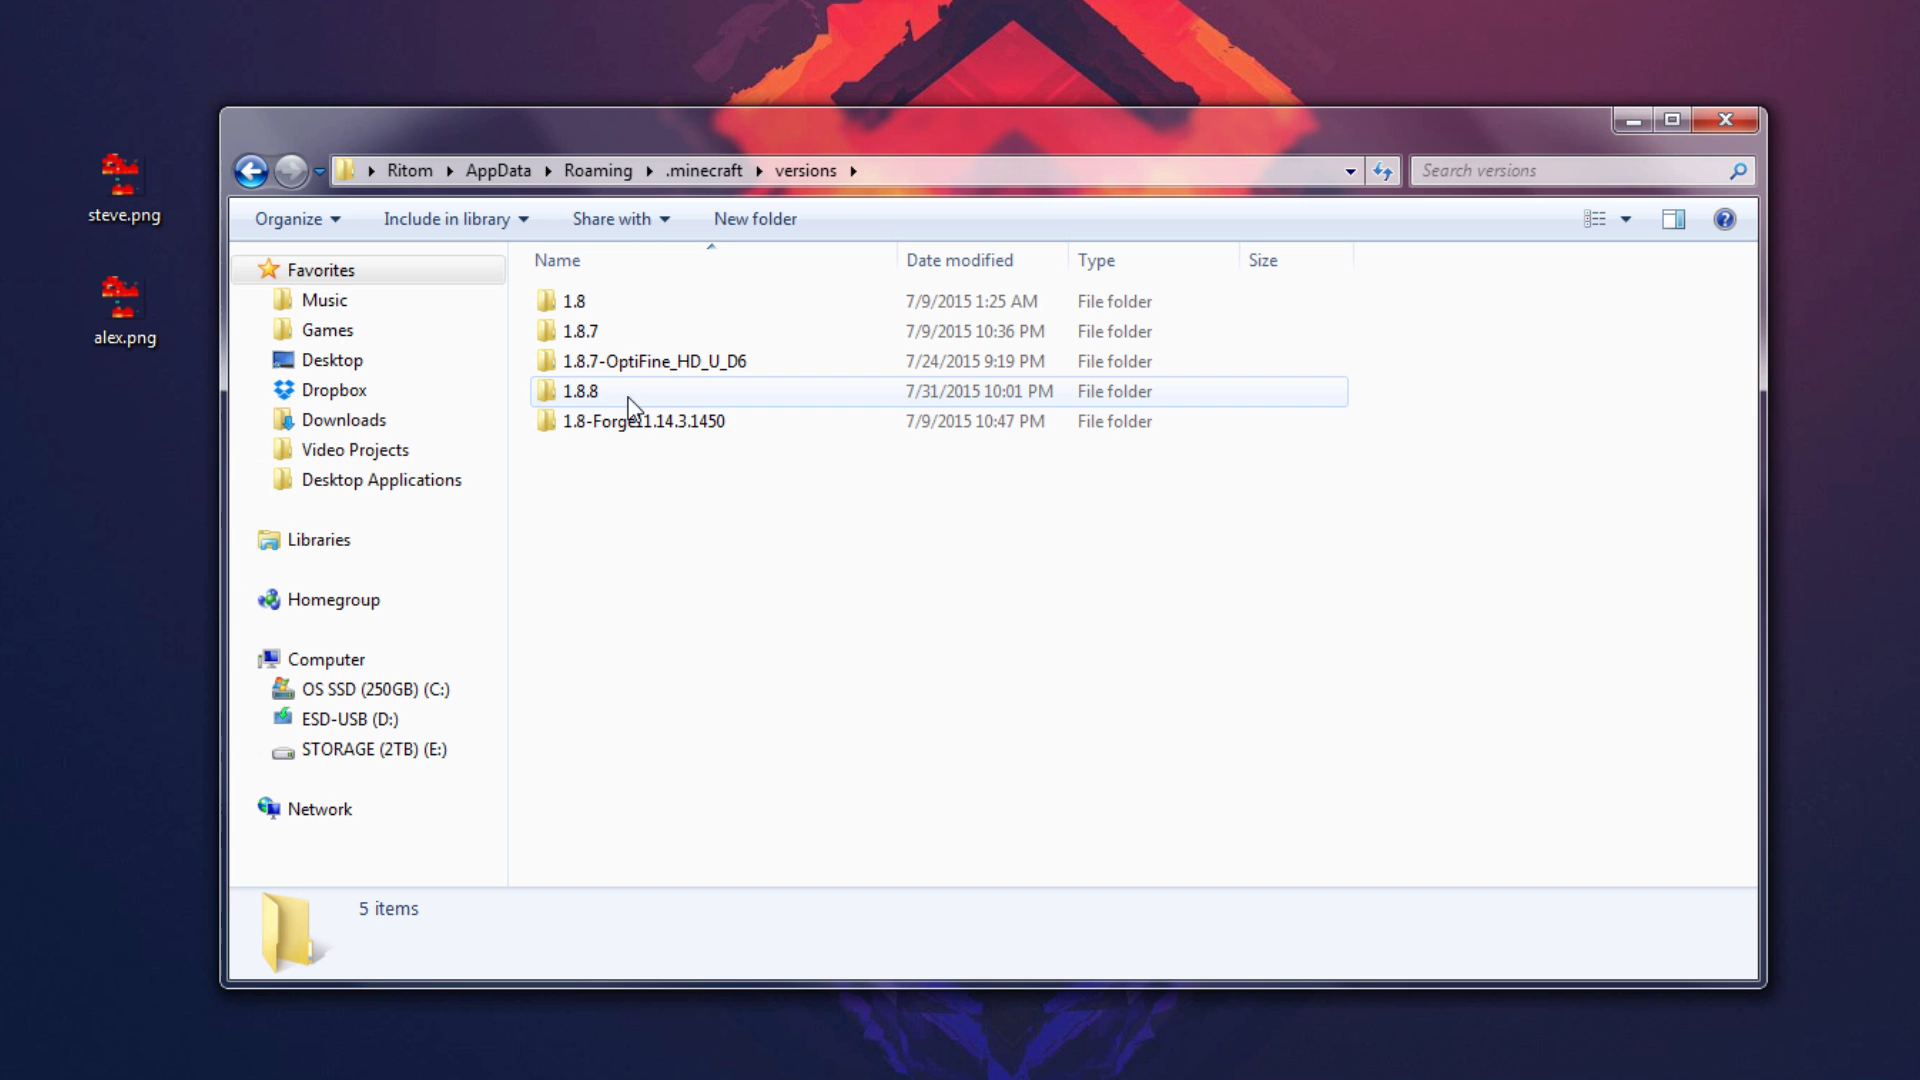 steve.png
alex.png
Ritom AppData Roaming .minecraft versions
Search versions
Organize Include in library Share with New folder
Name Date modified Type Size
Favorites
Music
Games
Desktop
Dropbox
Downloads
Video Projects
Desktop Applications
Libraries
Homegroup
Computer
OS SSD (250GB) (C:)
ESD-USB (D:)
STORAGE (2TB) (E:)
Network
1.8 7/9/2015 1:25 AM File folder
1.8.7 7/9/2015 10:36 PM File folder
1.8.7-OptiFine_HD_U_D6 7/24/2015 9:19 PM File folder
1.8.8 7/31/2015 10:01 PM File folder
1.8-Forge11.14.3.1450 7/9/2015 10:47 PM File folder
5 items